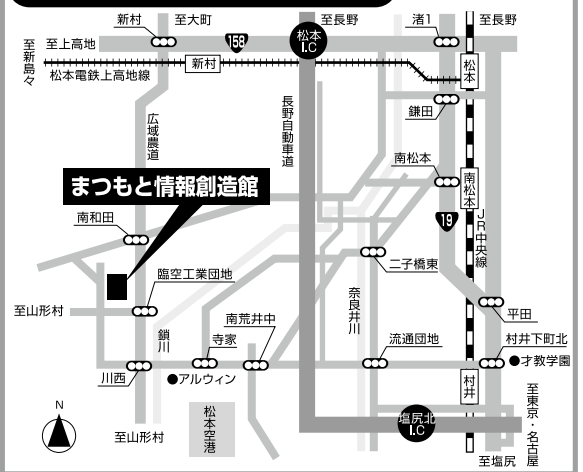 新村
至大町
至長野
渚1
至長野
至上高地
158
松本
I.C
至新島々
松本電鉄上高地線
新村
松本
鎌田
広域農道
長野自動車道
南松本
南松本
まつもと情報創造館
19
JR中央線
南和田
二子橋東
臨空工業団地
至山形村
奈良井川
平田
鎖川
南荒井中
寺家
流通団地
村井下町北
●才教学園
川西
●アルウィン
村井
松本空港
塩尻北
I.C
N
至山形村
至東京・名古屋
至塩尻